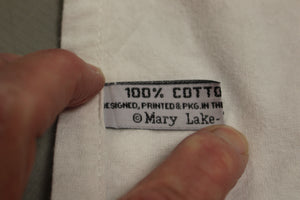 100% COTTO
ESIGNED, PRINTED & PKG. IN THE
© Mary Lake-